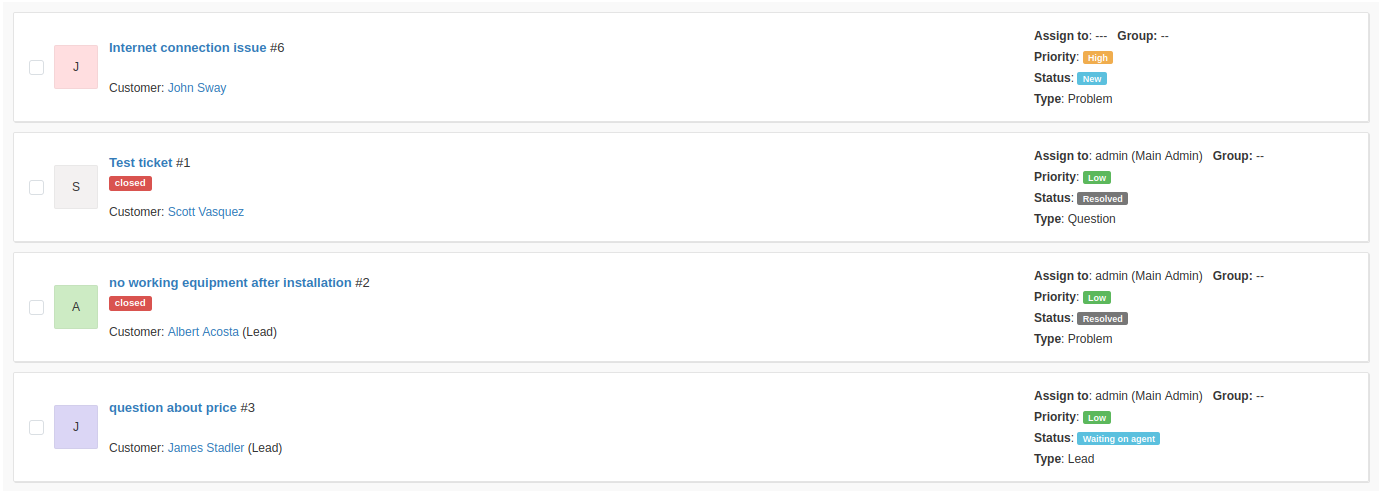 J
Internet connection issue #6
Customer: John Sway
Assign to: --- Group: --
Priority: High
Status: New
Type: Problem
S
Test ticket #1
closed
Customer: Scott Vasquez
Assign to: admin (Main Admin) Group: --
Priority: Low
Status: Resolved
Type: Question
A
no working equipment after installation #2
closed
Customer: Albert Acosta (Lead)
Assign to: admin (Main Admin) Group: --
Priority: Low
Status: Resolved
Type: Problem
J
question about price #3
Customer: James Stadler (Lead)
Assign to: admin (Main Admin) Group: --
Priority: Low
Status: Waiting on agent
Type: Lead